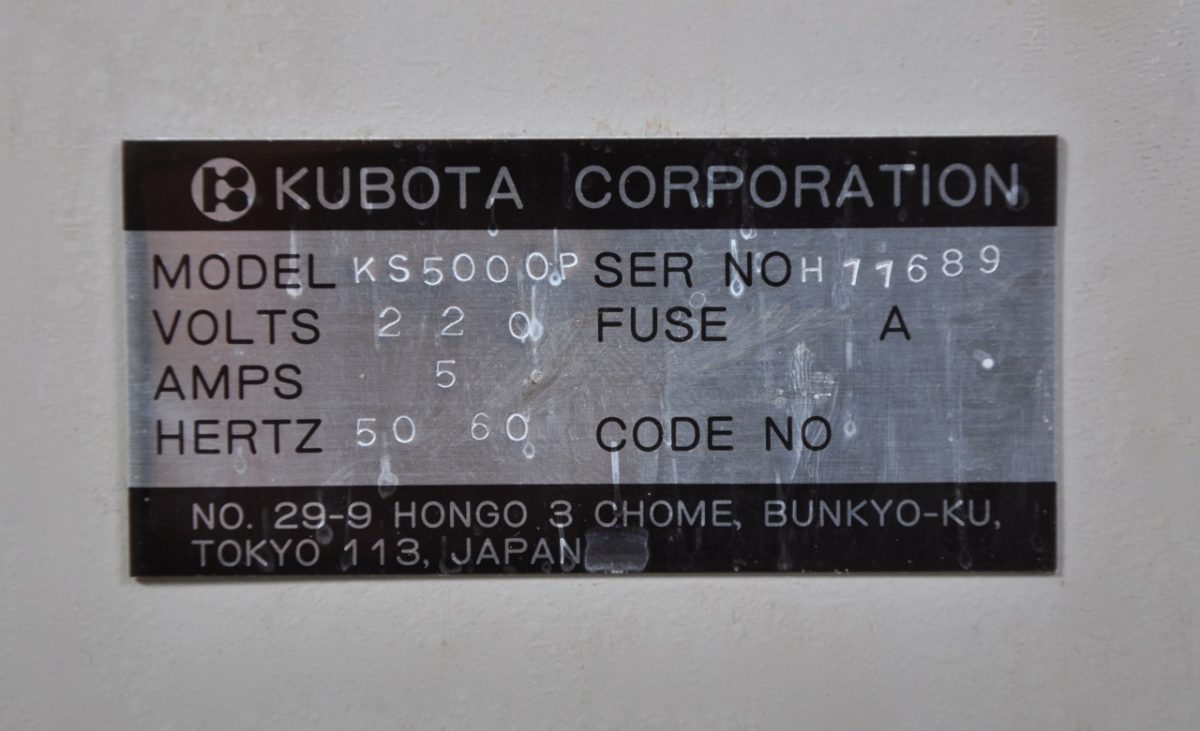 KUBOTA CORPORATION
MODEL KS5000P SER NO H 11689
VOLTS 220 FUSE A
AMPS 5
HERTZ 50 60 CODE NO
NO. 29-9 HONGO 3 CHOME, BUNKYO-KU,
TOKYO 113, JAPAN